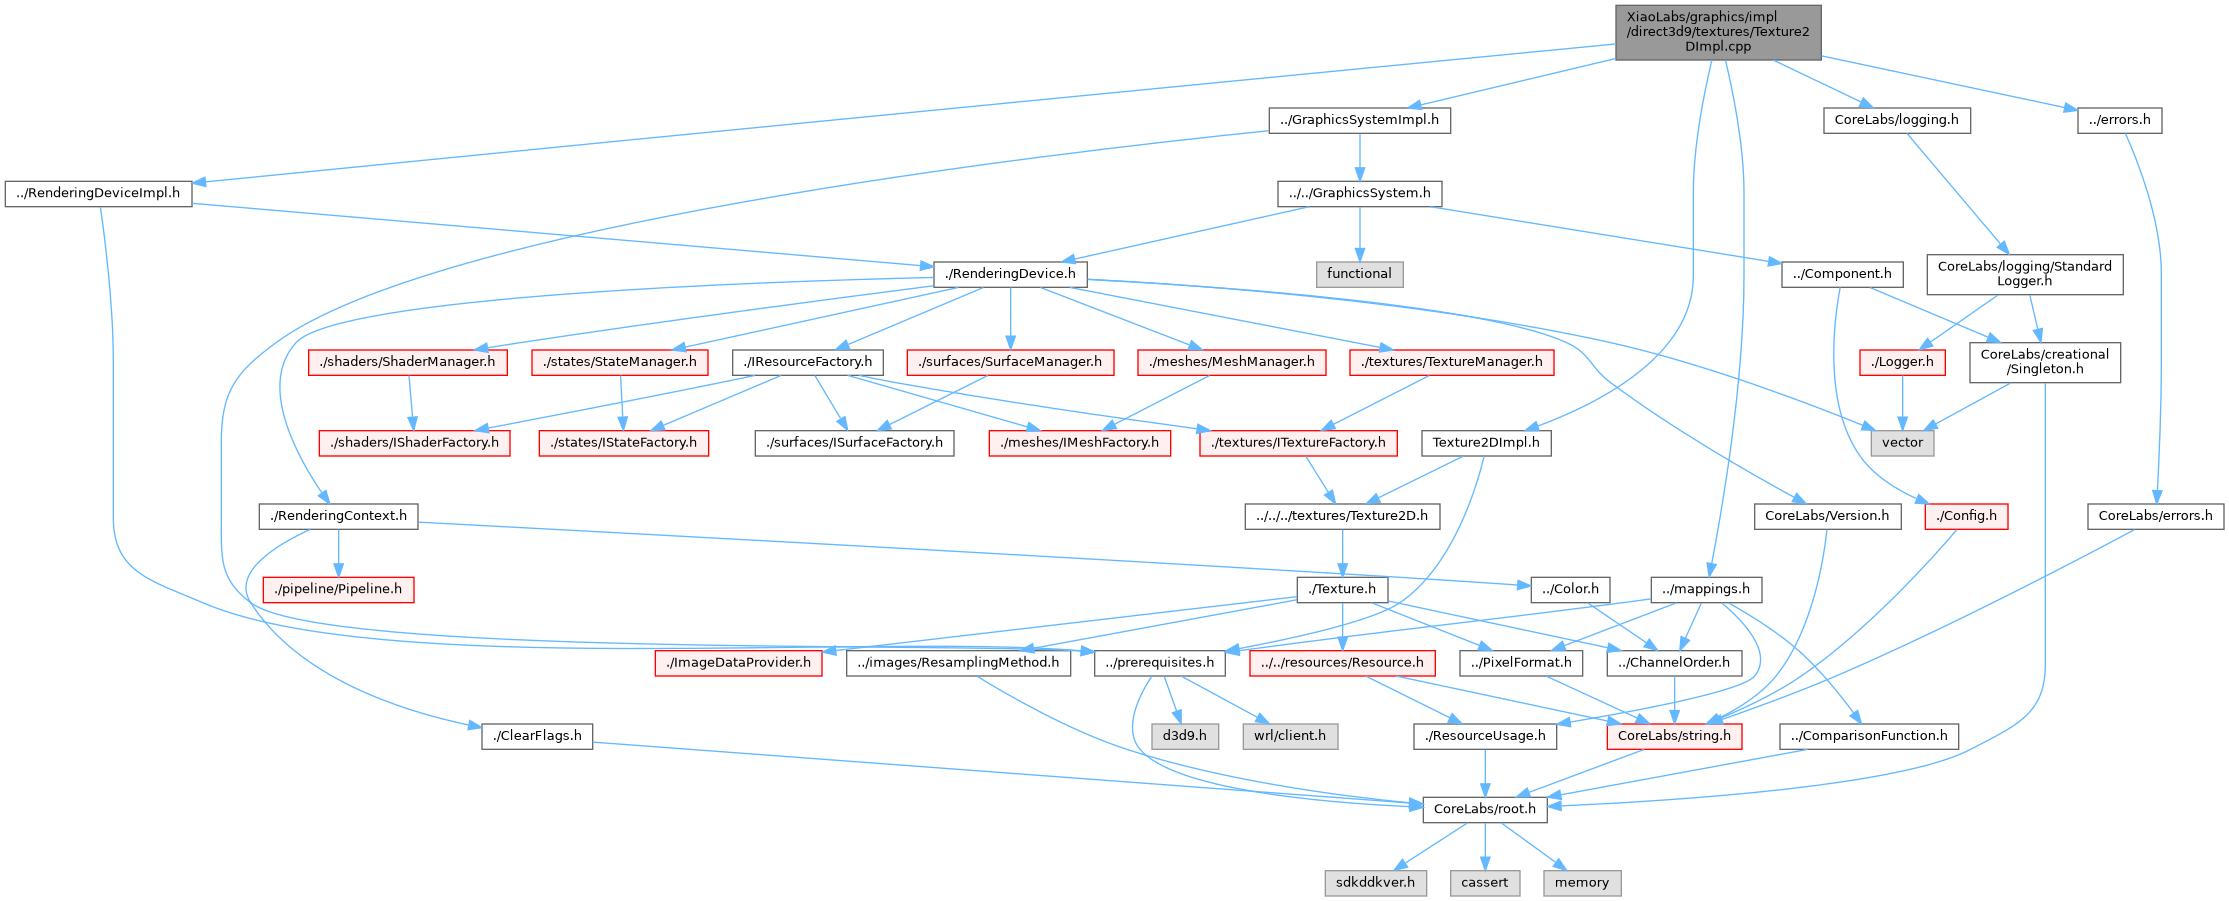 XiaoLabs/graphics/impl
/direct3d9/textures/Texture2
DImpl.cpp
../GraphicsSystemImpl.h
CoreLabs/logging.h
../errors.h
../RenderingDeviceImpl.h
../../GraphicsSystem.h
./RenderingDevice.h
functional
../Component.h
CoreLabs/logging/Standard
Logger.h
./shaders/ShaderManager.h
./states/StateManager.h
./IResourceFactory.h
./surfaces/SurfaceManager.h
./meshes/MeshManager.h
./textures/TextureManager.h
./Logger.h
CoreLabs/creational
/Singleton.h
./shaders/IShaderFactory.h
./states/IStateFactory.h
./surfaces/ISurfaceFactory.h
./meshes/IMeshFactory.h
./textures/ITextureFactory.h
Texture2DImpl.h
vector
./RenderingContext.h
../../../textures/Texture2D.h
CoreLabs/Version.h
./Config.h
CoreLabs/errors.h
./pipeline/Pipeline.h
./Texture.h
../Color.h
../mappings.h
./ImageDataProvider.h
../images/ResamplingMethod.h
../prerequisites.h
../../resources/Resource.h
../PixelFormat.h
../ChannelOrder.h
./ClearFlags.h
d3d9.h
wrl/client.h
./ResourceUsage.h
CoreLabs/string.h
../ComparisonFunction.h
CoreLabs/root.h
sdkddkver.h
cassert
memory